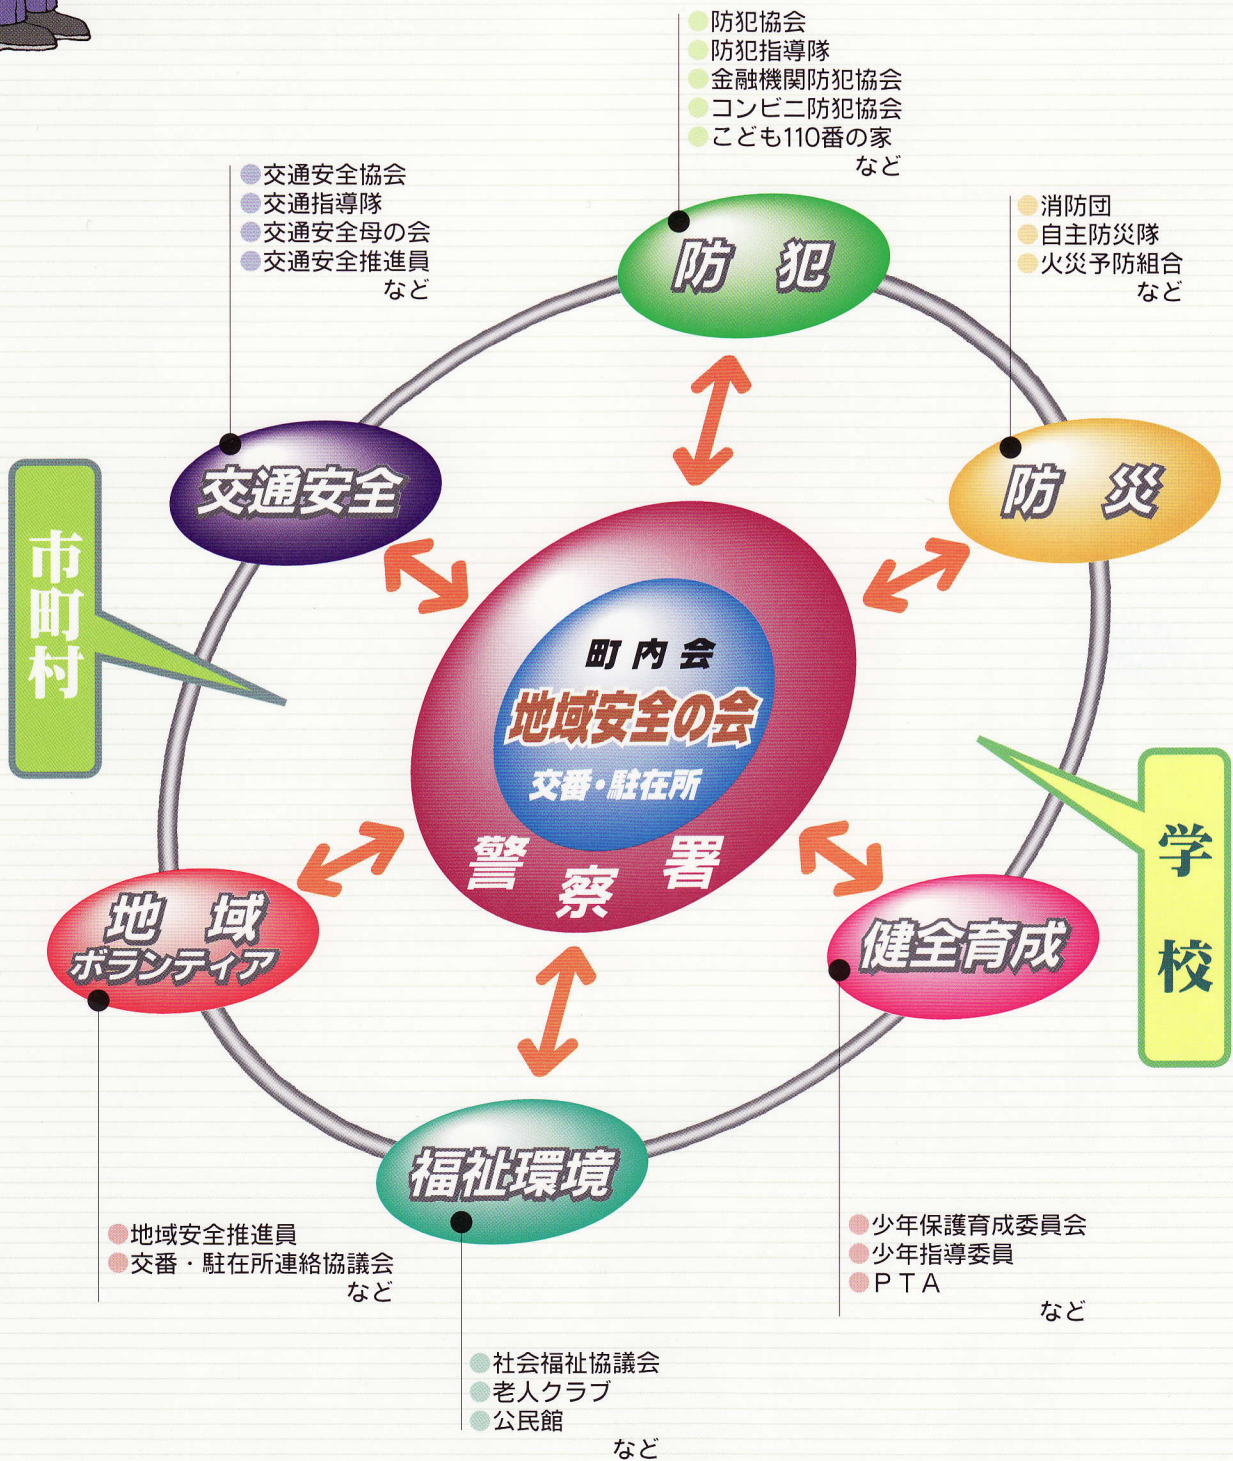 防犯協会
防犯指導隊
金融機関防犯協会
コンビニ防犯協会
こども110番の家
など
交通安全協会
交通指導隊
交通安全母の会
交通安全推進員
など
消防団
自主防災隊
火災予防組合
など
防 犯
交通安全
防 災
市町村
町内会
地域安全の会
交番・駐在所
警察署
学校
地 域
ボランティア
健全育成
福祉環境
地域安全推進員
交番・駐在所連絡協議会
など
少年保護育成委員会
少年指導委員
PTA
など
社会福祉協議会
老人クラブ
公民館
など